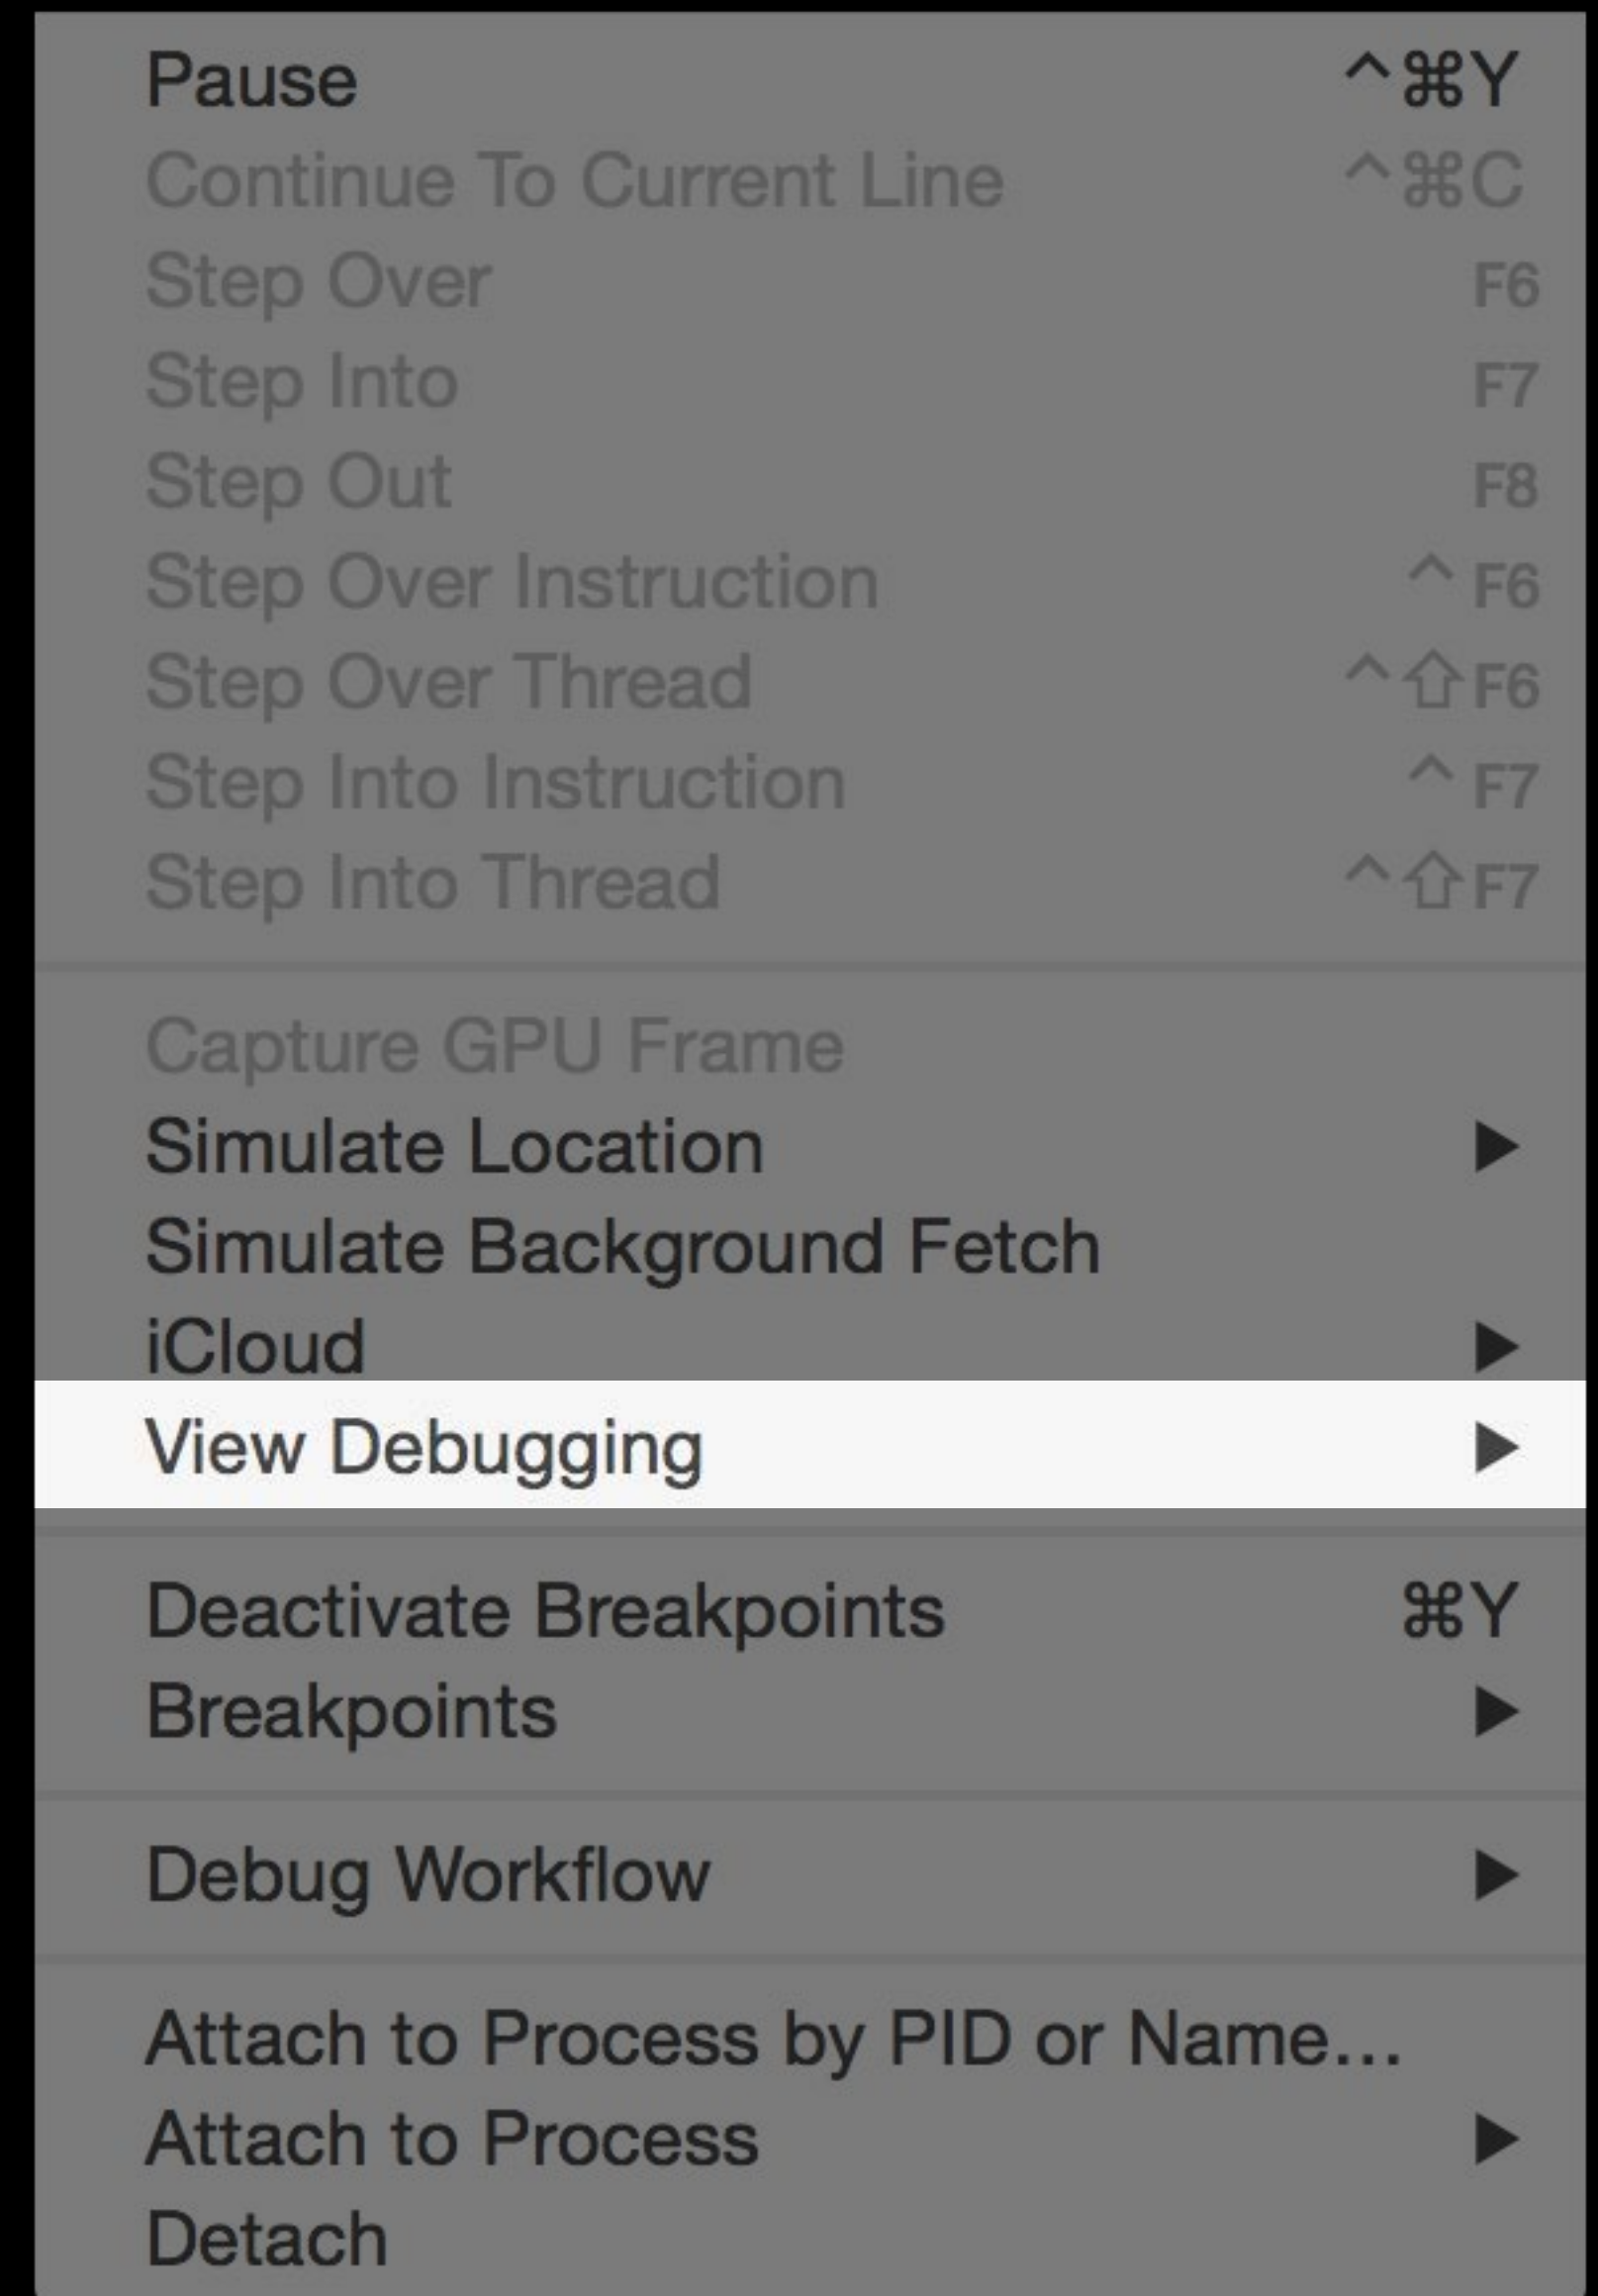 Pause ^⌘Y
Continue To Current Line ^⌘C
Step Over F6
Step Into F7
Step Out F8
Step Over Instruction ^F6
Step Over Thread ^⇧F6
Step Into Instruction ^F7
Step Into Thread ^⇧F7
Capture GPU Frame
Simulate Location ▶
Simulate Background Fetch
iCloud ▶
View Debugging ▶
Deactivate Breakpoints ⌘Y
Breakpoints ▶
Debug Workflow ▶
Attach to Process by PID or Name...
Attach to Process ▶
Detach